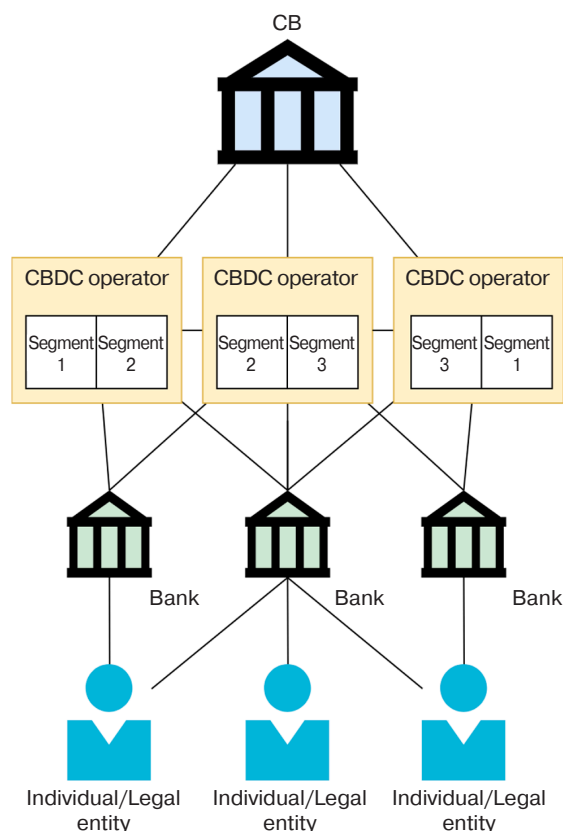 CB
CBDC operator
Segment
1
Segment
2
CBDC operator
Segment
2
Segment
3
CBDC operator
Segment
3
Segment
1
Bank
Bank
Bank
Individual/Legal
entity
Individual/Legal
entity
Individual/Legal
entity